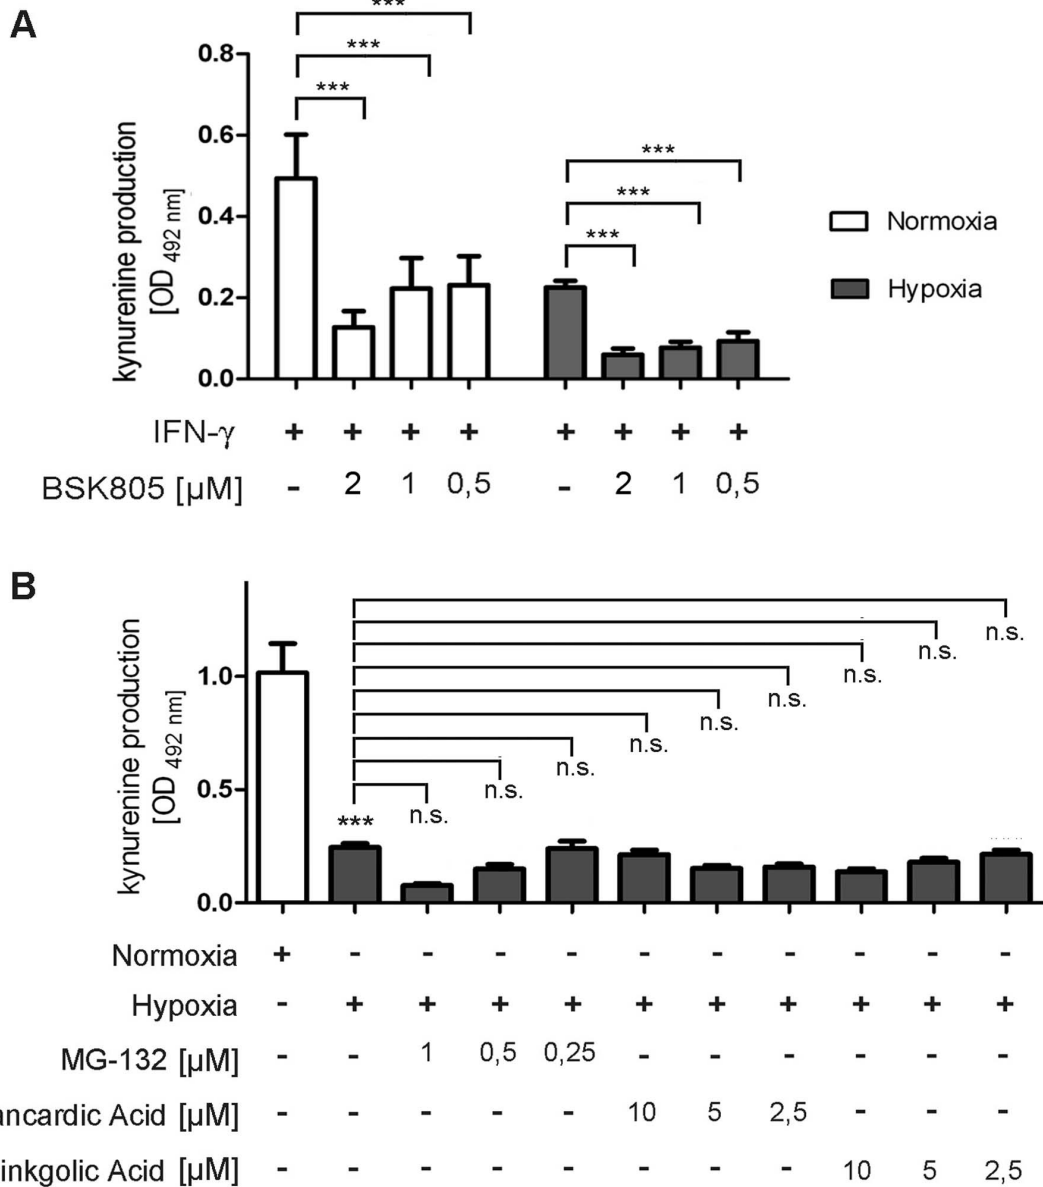 A
***
***
***
0.8
0.6
0.4
0.2
0.0
kynurenine production
[OD 492 nm]
***
***
***
Normoxia
Hypoxia
IFN-γ + + + + + + + +
BSK805 [µM] - 2 1 0,5 - 2 1 0,5
B
1.0
0.5
0.0
kynurenine production
[OD 492 nm]
n.s.
n.s.
n.s.
n.s.
n.s.
n.s.
n.s.
n.s.
n.s.
***
Normoxia + - - - - - - - - - -
Hypoxia - + + + + + + + + + +
MG-132 [µM] - - 1 0,5 0,25 - - - - - -
ancardic Acid [µM] - - - - - 10 5 2,5 - - -
inkgolic Acid [µM] - - - - - - - - 10 5 2,5